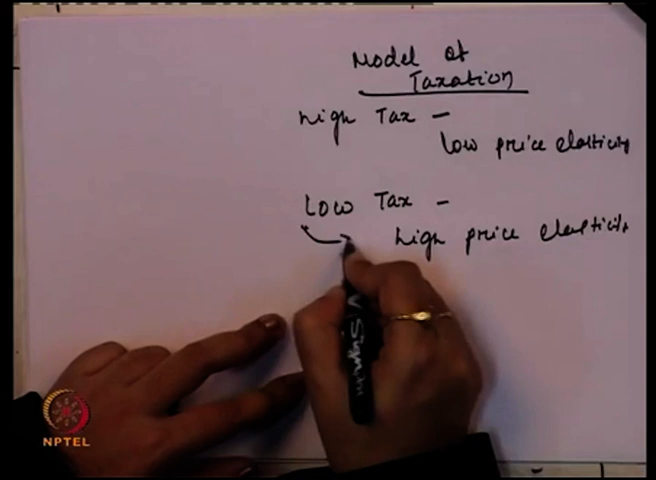 Model of
Taxation
high Tax -
low price elasticity
Low Tax -
high price elasticity
NPTEL